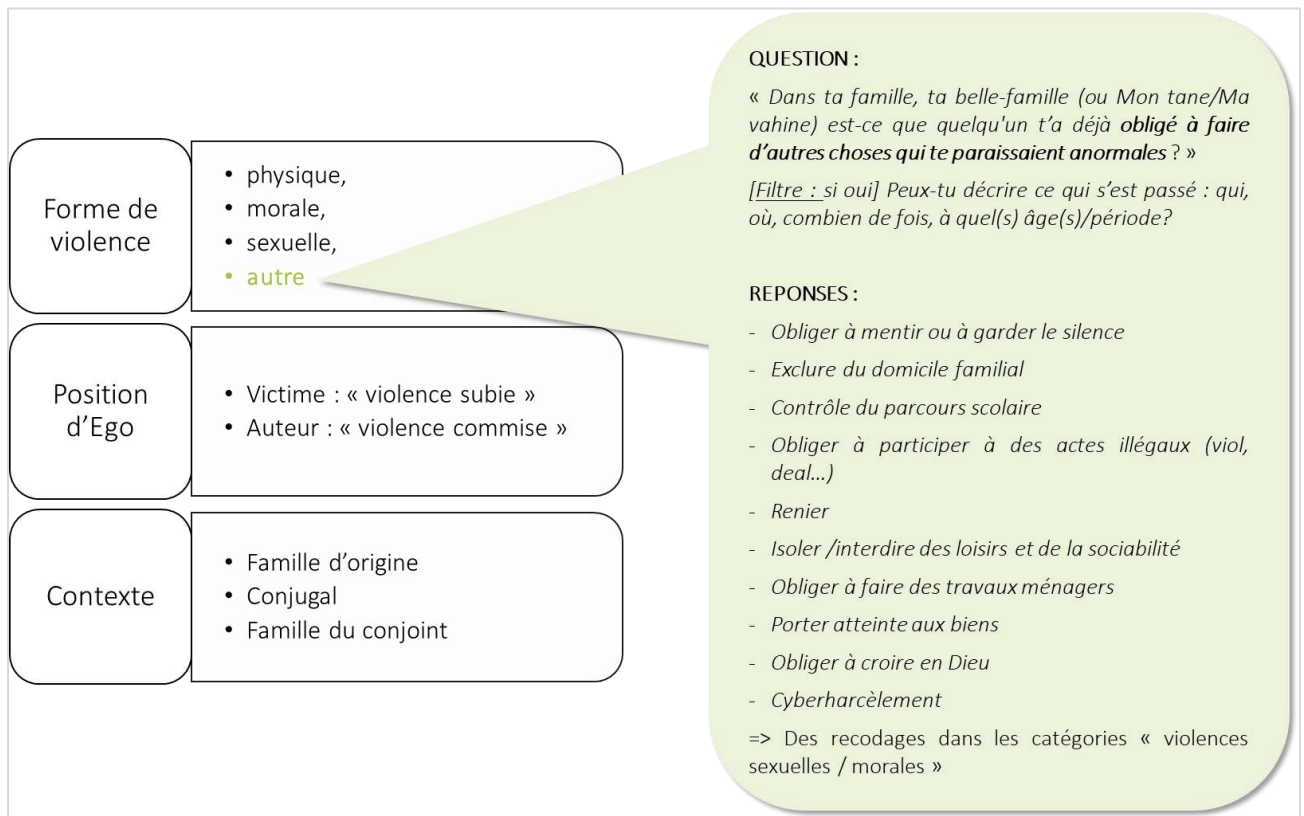 Forme de
violence
• physique,
• morale,
• sexuelle,
• autre
Position
d’Ego
• Victime : « violence subie »
• Auteur : « violence commise »
Contexte
• Famille d’origine
• Conjugal
• Famille du conjoint
QUESTION :
« Dans ta famille, ta belle-famille (ou Mon tane/Ma
vahine) est-ce que quelqu'un t’a déjà obligé à faire
d’autres choses qui te paraissaient anormales ? »
[Filtre : si oui] Peux-tu décrire ce qui s’est passé : qui,
où, combien de fois, à quel(s) âge(s)/période?
REPONSES :
- Obliger à mentir ou à garder le silence
- Exclure du domicile familial
- Contrôle du parcours scolaire
- Obliger à participer à des actes illégaux (viol,
deal…)
- Renier
- Isoler /interdire des loisirs et de la sociabilité
- Obliger à faire des travaux ménagers
- Porter atteinte aux biens
- Obliger à croire en Dieu
- Cyberharcèlement
=> Des recodages dans les catégories « violences
sexuelles / morales »